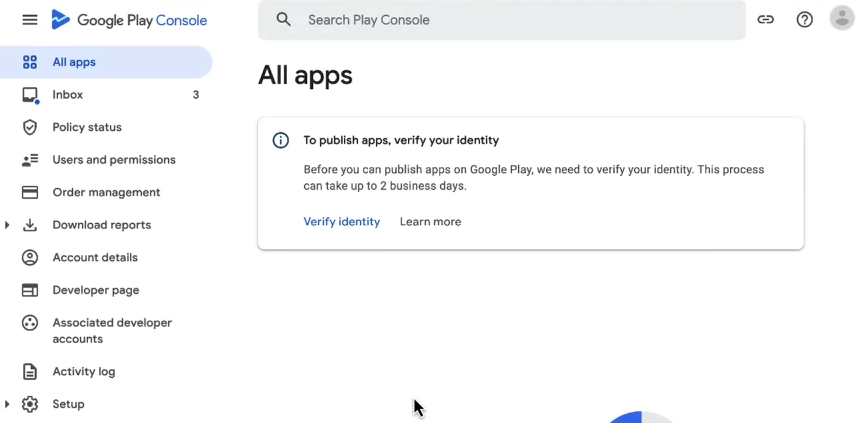 Google Play Console
Search Play Console
All apps
Inbox 3
Policy status
Users and permissions
Order management
Download reports
Account details
Developer page
Associated developer
accounts
Activity log
Setup
All apps
To publish apps, verify your identity
Before you can publish apps on Google Play, we need to verify your identity. This process
can take up to 2 business days.
Verify identity Learn more